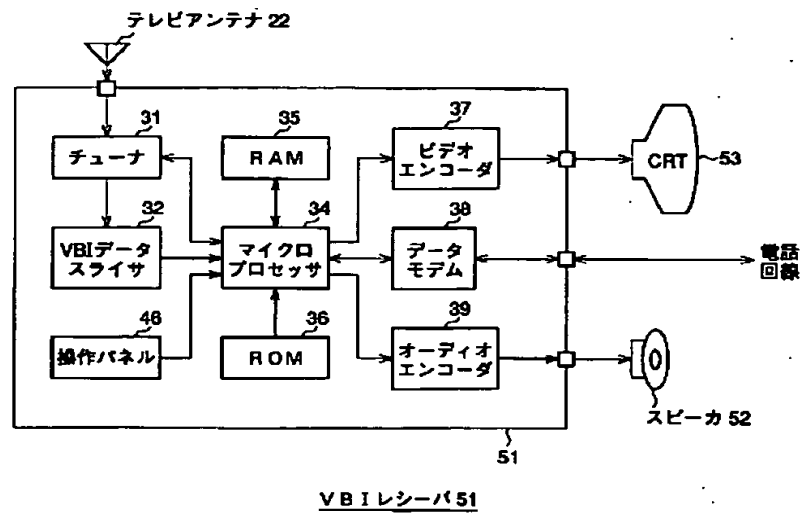 テレビアンテナ 22
31
チューナ
35
RAM
37
ビデオ
エンコーダ
CRT
53
32
VBIデータ
スライサ
34
マイクロ
プロセッサ
38
データ
モデム
電話
回線
46
操作パネル
36
ROM
39
オーディオ
エンコーダ
スピーカ 52
51
VBIレシーバ 51